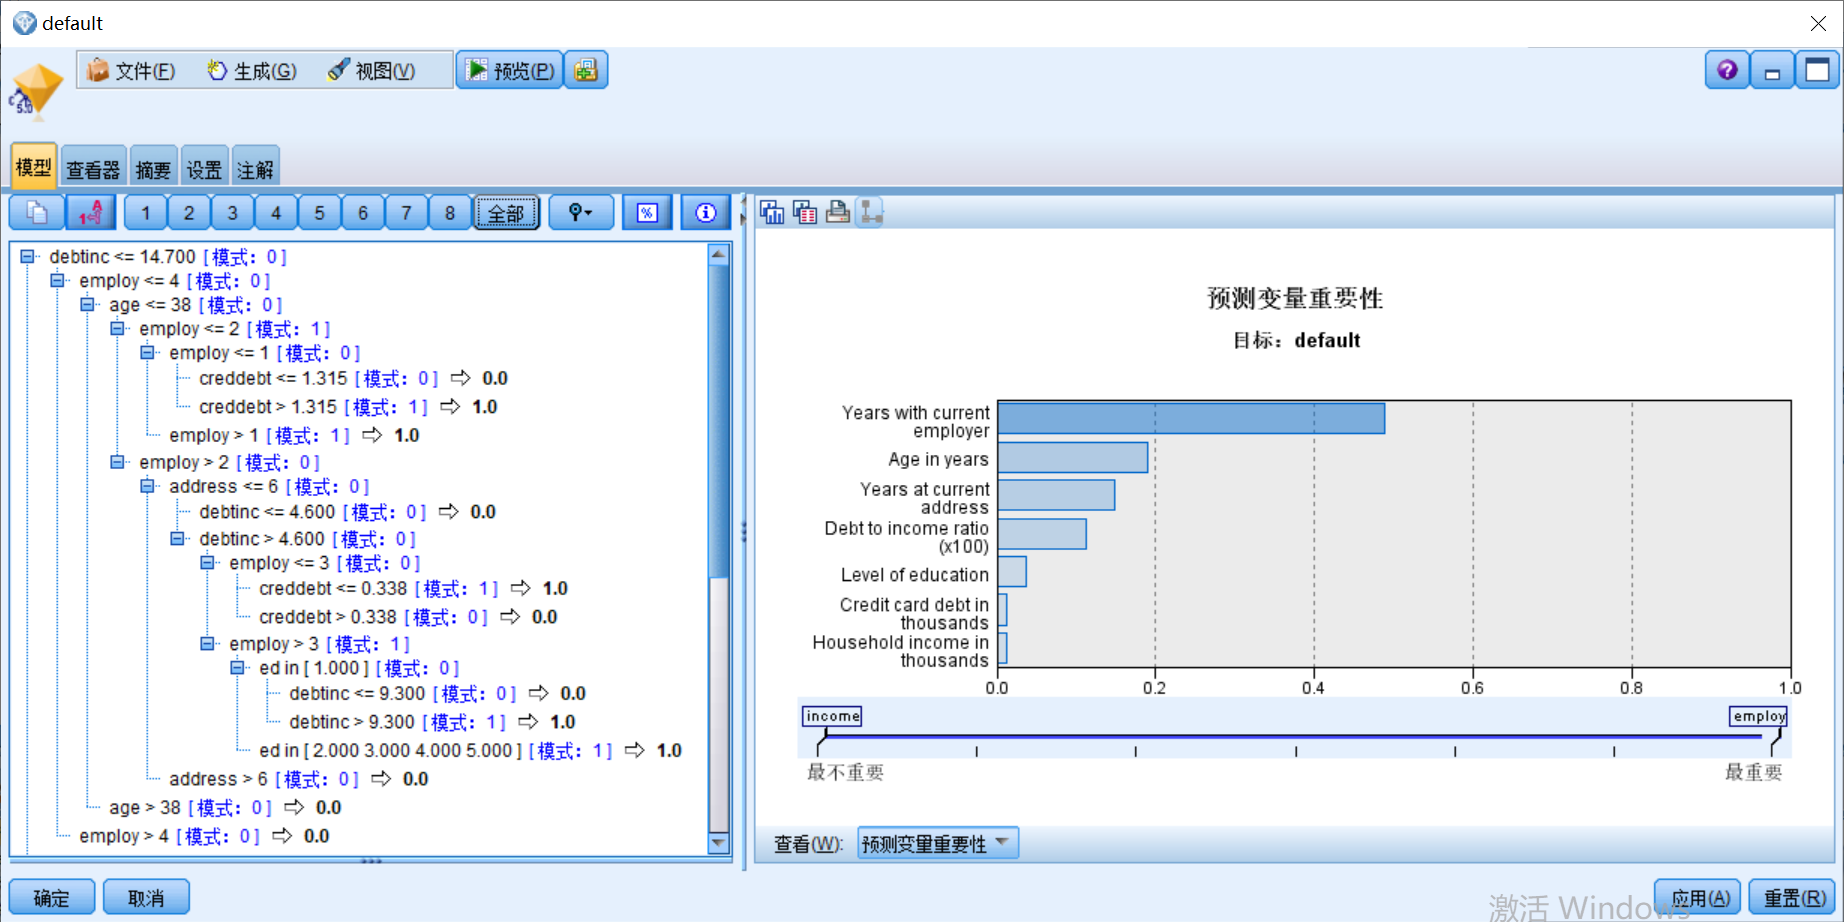 default
文件(F) 生成(G) 视图(V) 预览(P)
模型 查看器 摘要 设置 注解
1 2 3 4 5 6 7 8 全部 %
debtinc <= 14.700 [模式: 0]
employ <= 4 [模式: 0]
age <= 38 [模式: 0]
employ <= 2 [模式: 1]
employ <= 1 [模式: 0]
creddebt <= 1.315 [模式: 0] ⇨ 0.0
creddebt > 1.315 [模式: 1] ⇨ 1.0
employ > 1 [模式: 1] ⇨ 1.0
employ > 2 [模式: 0]
address <= 6 [模式: 0]
debtinc <= 4.600 [模式: 0] ⇨ 0.0
debtinc > 4.600 [模式: 0]
employ <= 3 [模式: 0]
creddebt <= 0.338 [模式: 1] ⇨ 1.0
creddebt > 0.338 [模式: 0] ⇨ 0.0
employ > 3 [模式: 1]
ed in [ 1.000 ] [模式: 0]
debtinc <= 9.300 [模式: 0] ⇨ 0.0
debtinc > 9.300 [模式: 1] ⇨ 1.0
ed in [ 2.000 3.000 4.000 5.000 ] [模式: 1] ⇨ 1.0
address > 6 [模式: 0] ⇨ 0.0
age > 38 [模式: 0] ⇨ 0.0
employ > 4 [模式: 0] ⇨ 0.0
预测变量重要性
目标: default
Years with current
employer
Age in years
Years at current
address
Debt to income ratio
(x100)
Level of education
Credit card debt in
thousands
Household income in
thousands
0.0 0.2 0.4 0.6 0.8 1.0
income employ
最不重要 最重要
查看(W): 预测变量重要性
确定 取消 应用(A) 重置(R)
激活 Windows